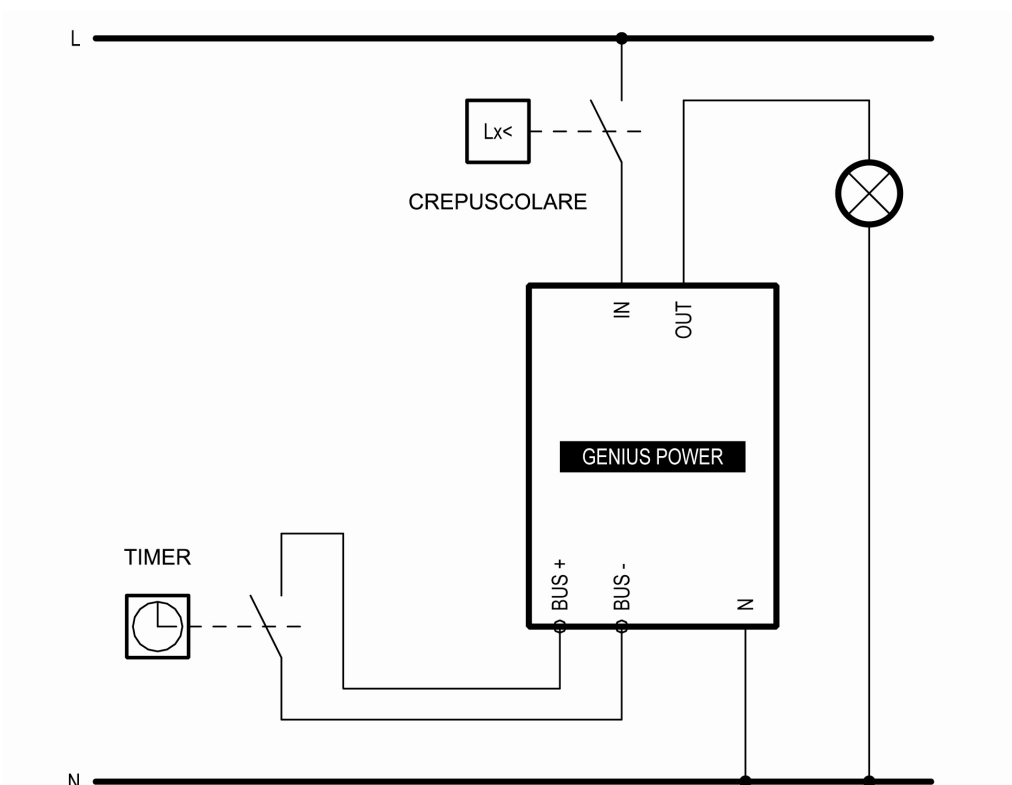 L
Lx<
CREPUSCOLARE
IN
OUT
GENIUS POWER
TIMER
BUS +
BUS -
N
N